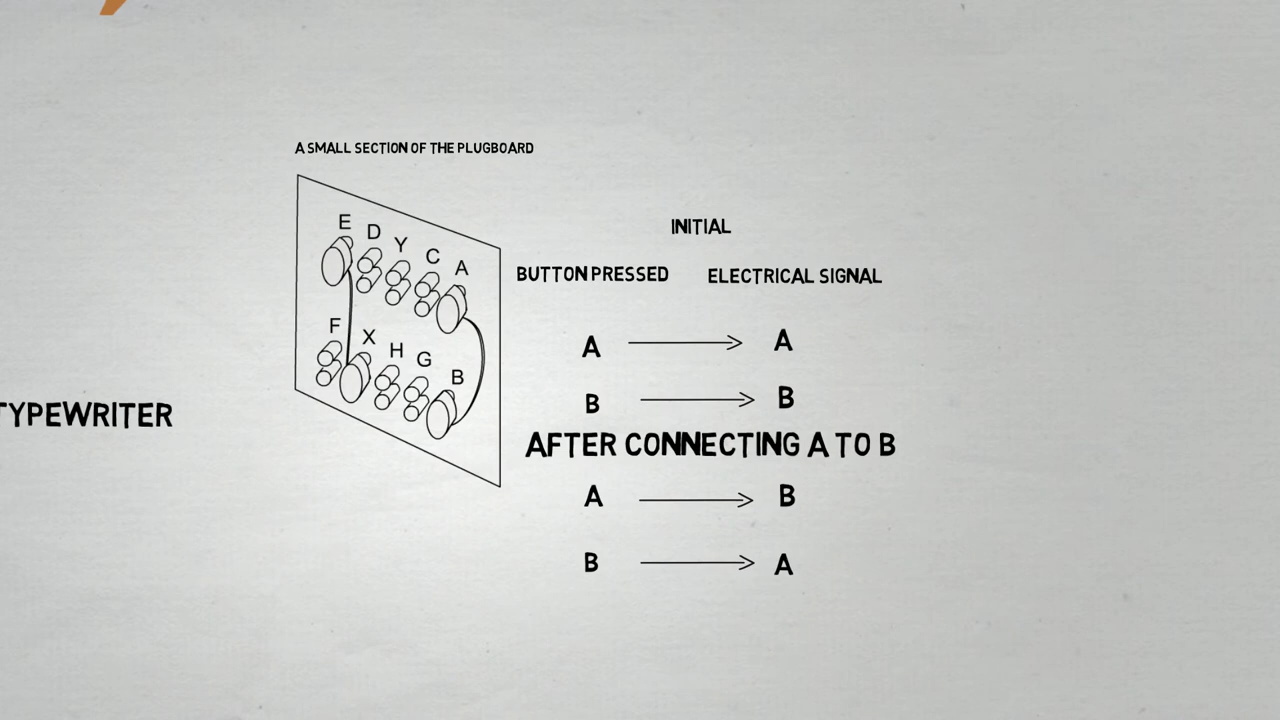 A SMALL SECTION OF THE PLUGBOARD
E D Y C A
F X H G B
TYPEWRITER
INITIAL
BUTTON PRESSED ELECTRICAL SIGNAL
A A
B B
AFTER CONNECTING A TO B
A B
B A